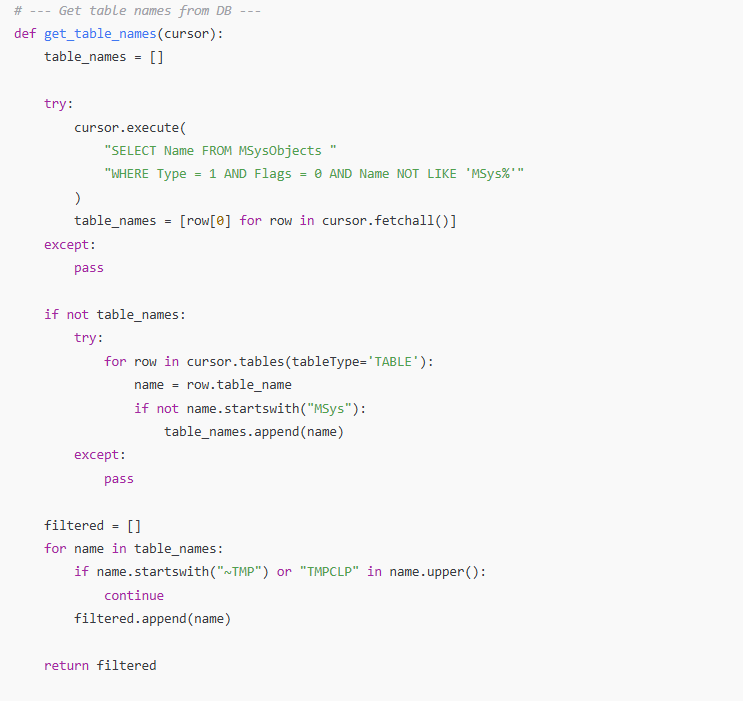 # --- Get table names from DB ---
def get_table_names(cursor):
    table_names = []
    try:
        cursor.execute(
            "SELECT Name FROM MSysObjects "
            "WHERE Type = 1 AND Flags = 0 AND Name NOT LIKE 'MSys%'"
        )
        table_names = [row[0] for row in cursor.fetchall()]
    except:
        pass
    if not table_names:
        try:
            for row in cursor.tables(tableType='TABLE'):
                name = row.table_name
                if not name.startswith("MSys"):
                    table_names.append(name)
        except:
            pass
    filtered = []
    for name in table_names:
        if name.startswith("~TMP") or "TMPCLP" in name.upper():
            continue
        filtered.append(name)
    return filtered